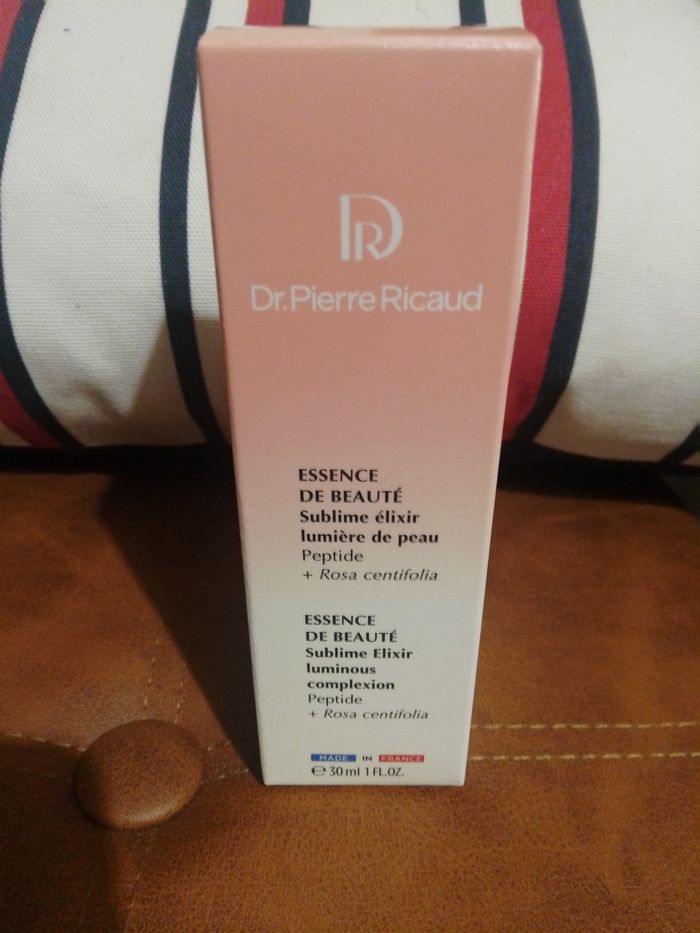 DR
Dr.Pierre Ricaud
ESSENCE
DE BEAUTÉ
Sublime élixir
lumière de peau
Peptide
+ Rosa centifolia
ESSENCE
DE BEAUTÉ
Sublime Elixir
luminous
complexion
Peptide
+ Rosa centifolia
MADE IN FRANCE
℮ 30 ml 1 FL.OZ.